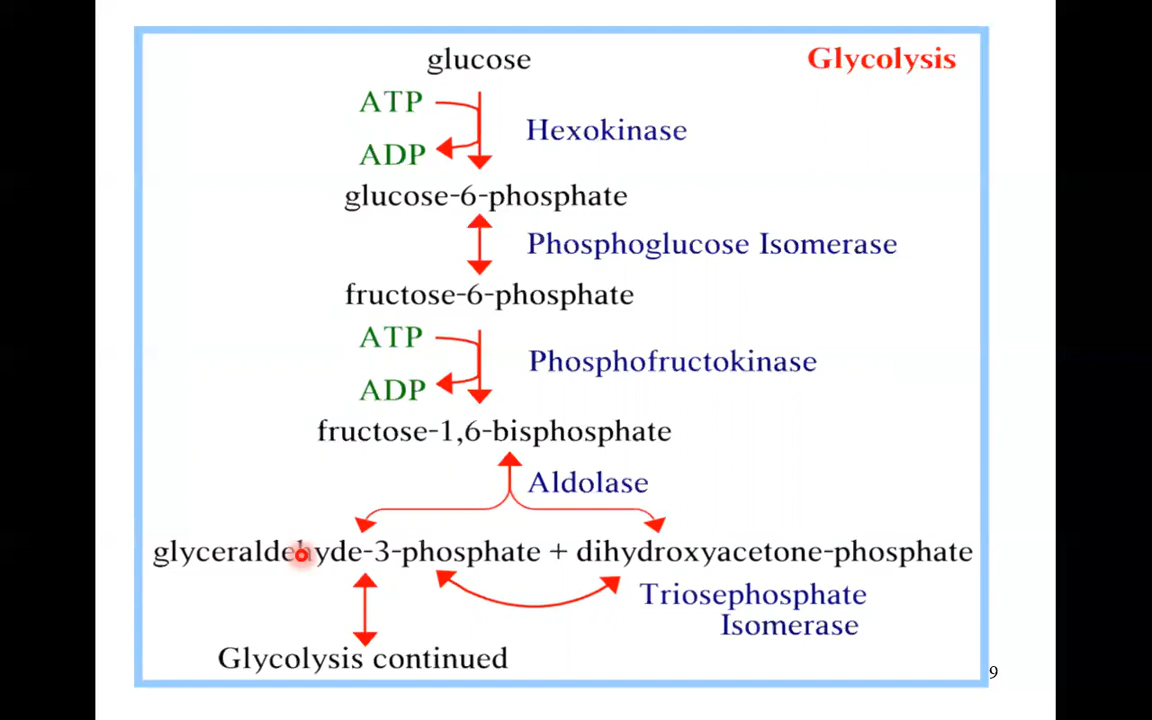 glucose
Glycolysis
ATP
Hexokinase
ADP
glucose-6-phosphate
Phosphoglucose Isomerase
fructose-6-phosphate
ATP
Phosphofructokinase
ADP
fructose-1,6-bisphosphate
Aldolase
glyceraldehyde-3-phosphate + dihydroxyacetone-phosphate
Triosephosphate
Isomerase
Glycolysis continued
9